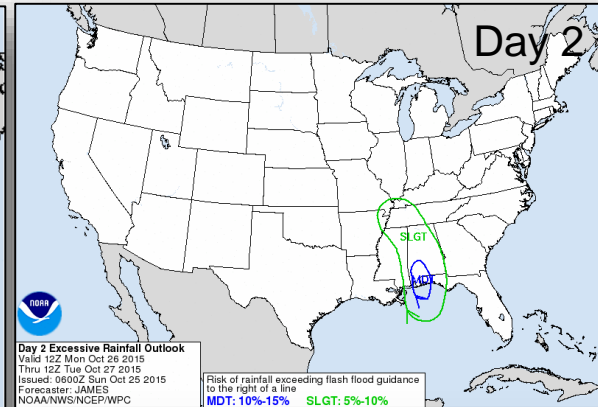 Day 2
SLGT
MDT
NOAA
Day 2 Excessive Rainfall Outlook
Valid 12Z Mon Oct 26 2015
Thru 12Z Tue Oct 27 2015
Issued: 0600Z Sun Oct 25 2015
Forecaster: JAMES
NOAA/NWS/NCEP/WPC
Risk of rainfall exceeding flash flood guidance
to the right of a line
MDT: 10%-15% SLGT: 5%-10%